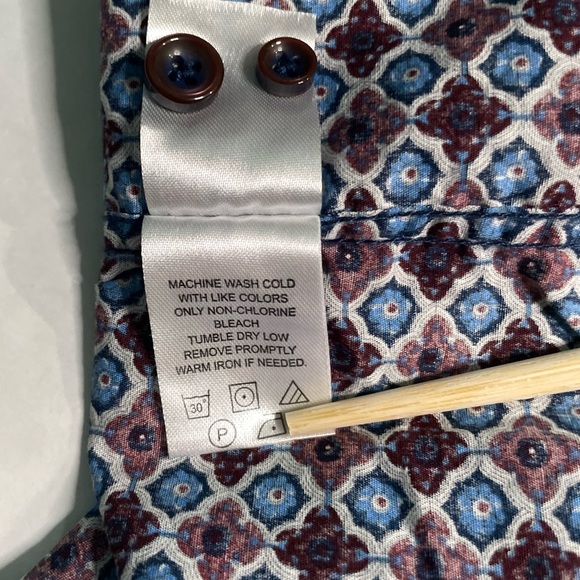 MACHINE WASH COLD
WITH LIKE COLORS
ONLY NON-CHLORINE
BLEACH
TUMBLE DRY LOW
REMOVE PROMPTLY
WARM IRON IF NEEDED.
30°
P